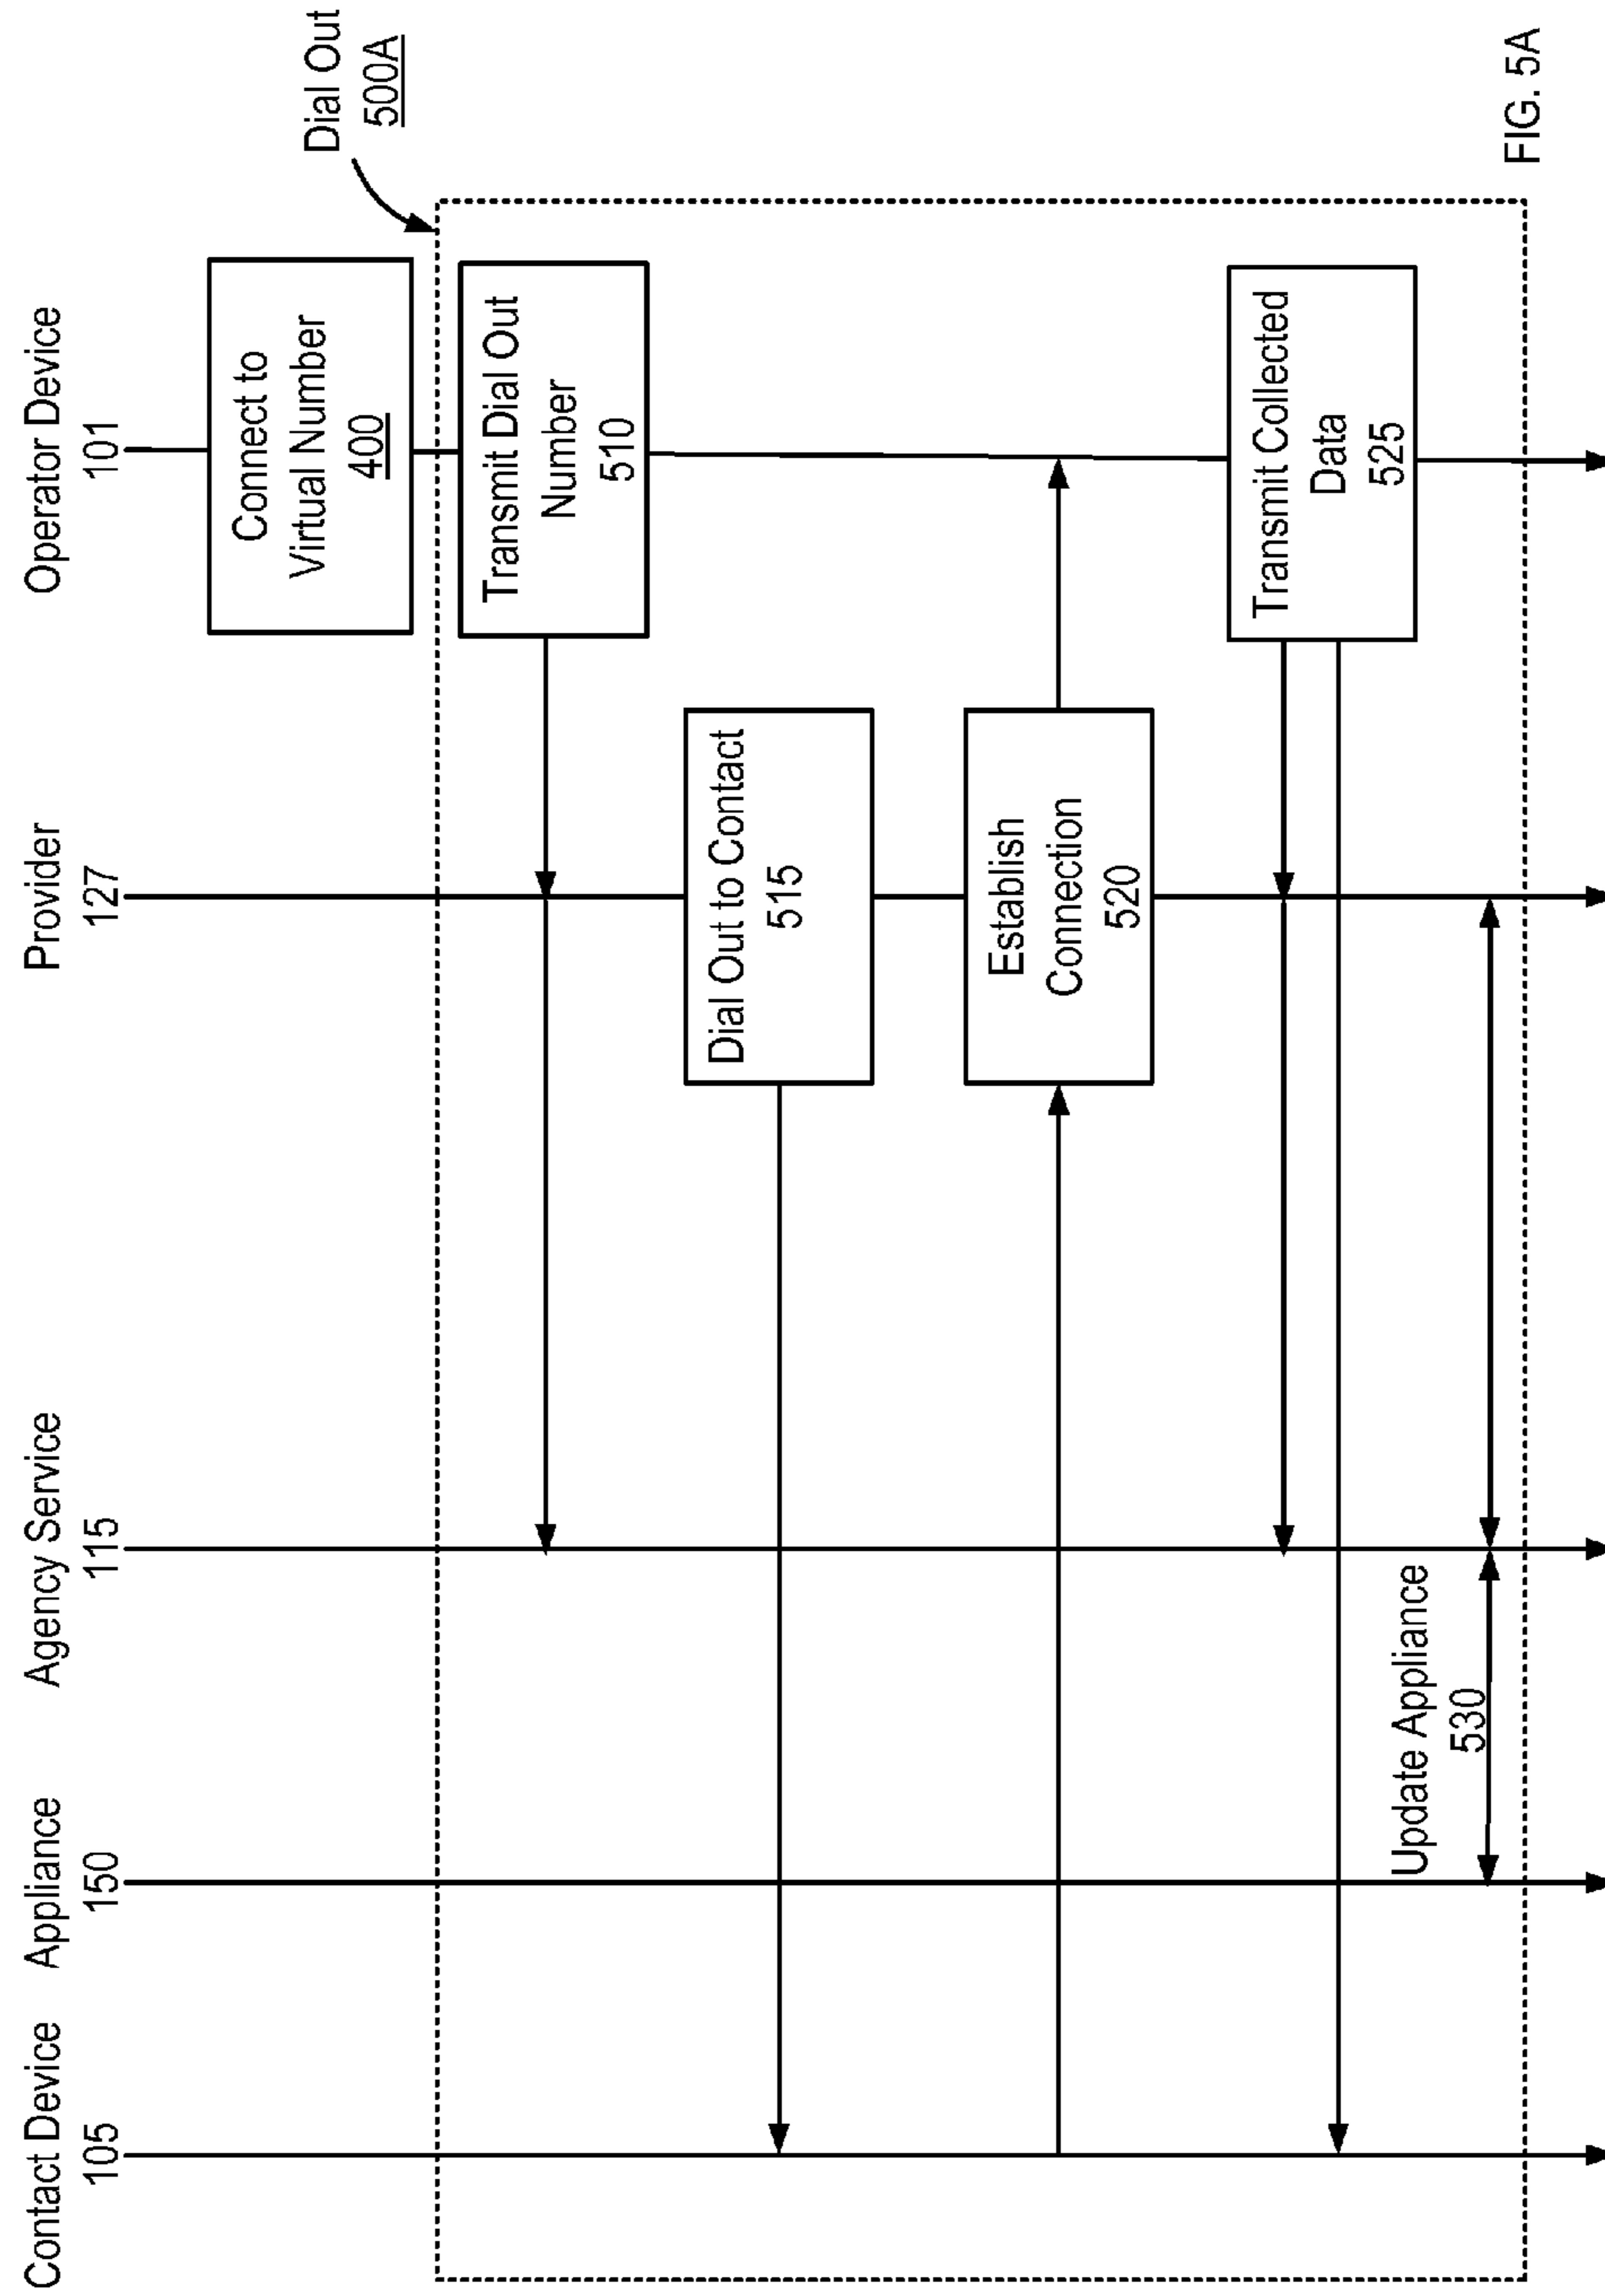 Contact Device
105
Appliance
150
Agency Service
115
Provider
127
Operator Device
101
Connect to
Virtual Number
400
Dial Out
500A
Transmit Dial Out
Number
510
Dial Out to Contact
515
Establish
Connection
520
Transmit Collected
Data
525
Update Appliance
530
FIG. 5A